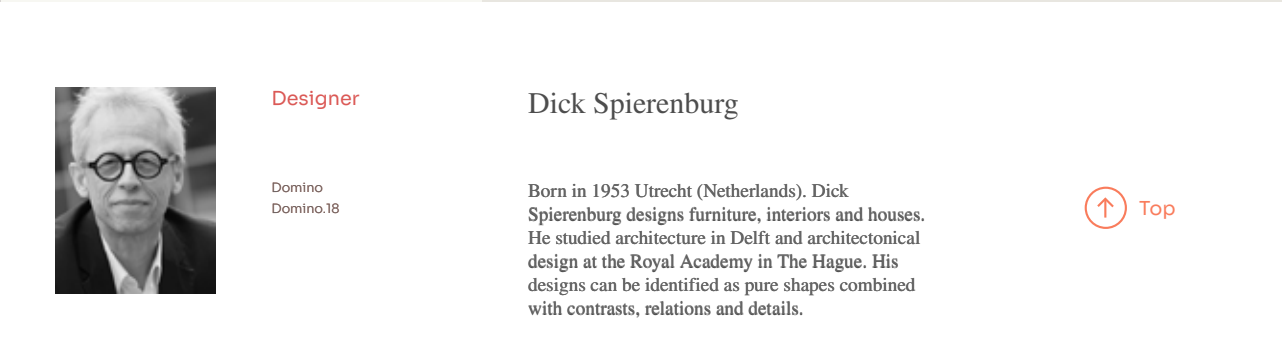 Designer
Dick Spierenburg
Domino
Domino.18
Born in 1953 Utrecht (Netherlands). Dick
Spierenburg designs furniture, interiors and houses.
He studied architecture in Delft and architectonical
design at the Royal Academy in The Hague. His
designs can be identified as pure shapes combined
with contrasts, relations and details.
Top